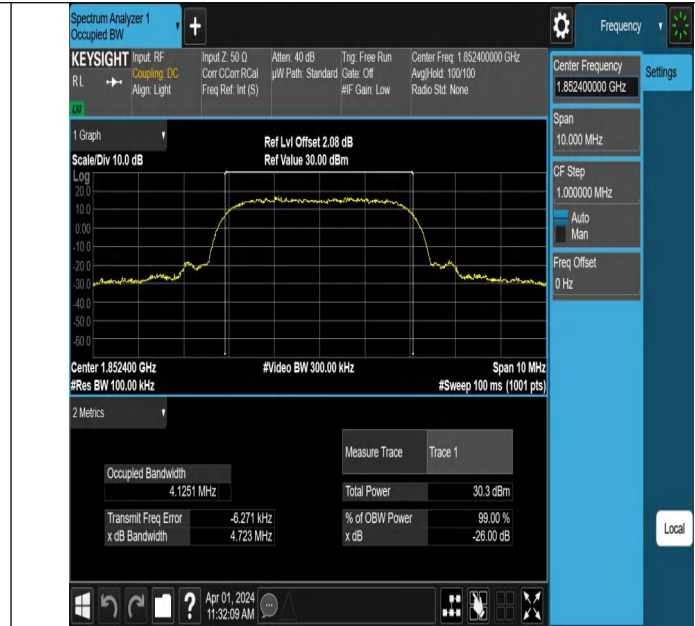 Spectrum Analyzer 1
Occupied BW
+
Frequency
KEYSIGHT
RL
LXI
Input: RF
Coupling: DC
Align: Light
Input Z: 50 Ω
Corr CCorr RCal
Freq Ref: Int (S)
Atten: 40 dB
µW Path: Standard
Trig: Free Run
Gate: Off
#IF Gain: Low
Center Freq: 1.852400000 GHz
Avg|Hold: 100/100
Radio Std: None
Center Frequency
1.852400000 GHz
Settings
Span
10.000 MHz
CF Step
1.000000 MHz
Auto
Man
Freq Offset
0 Hz
Local
1 Graph
Scale/Div 10.0 dB
Ref Lvl Offset 2.08 dB
Ref Value 30.00 dBm
Log
20.0
10.0
0.00
-10.0
-20.0
-30.0
-40.0
-50.0
-60.0
Center 1.852400 GHz
#Video BW 300.00 kHz
Span 10 MHz
#Res BW 100.00 kHz
#Sweep 100 ms (1001 pts)
2 Metrics
Measure Trace Trace 1
Occupied Bandwidth
4.1251 MHz
Total Power 30.3 dBm
Transmit Freq Error -6.271 kHz
% of OBW Power 99.00 %
x dB Bandwidth 4.723 MHz
x dB -26.00 dB
?
Apr 01, 2024
11:32:09 AM